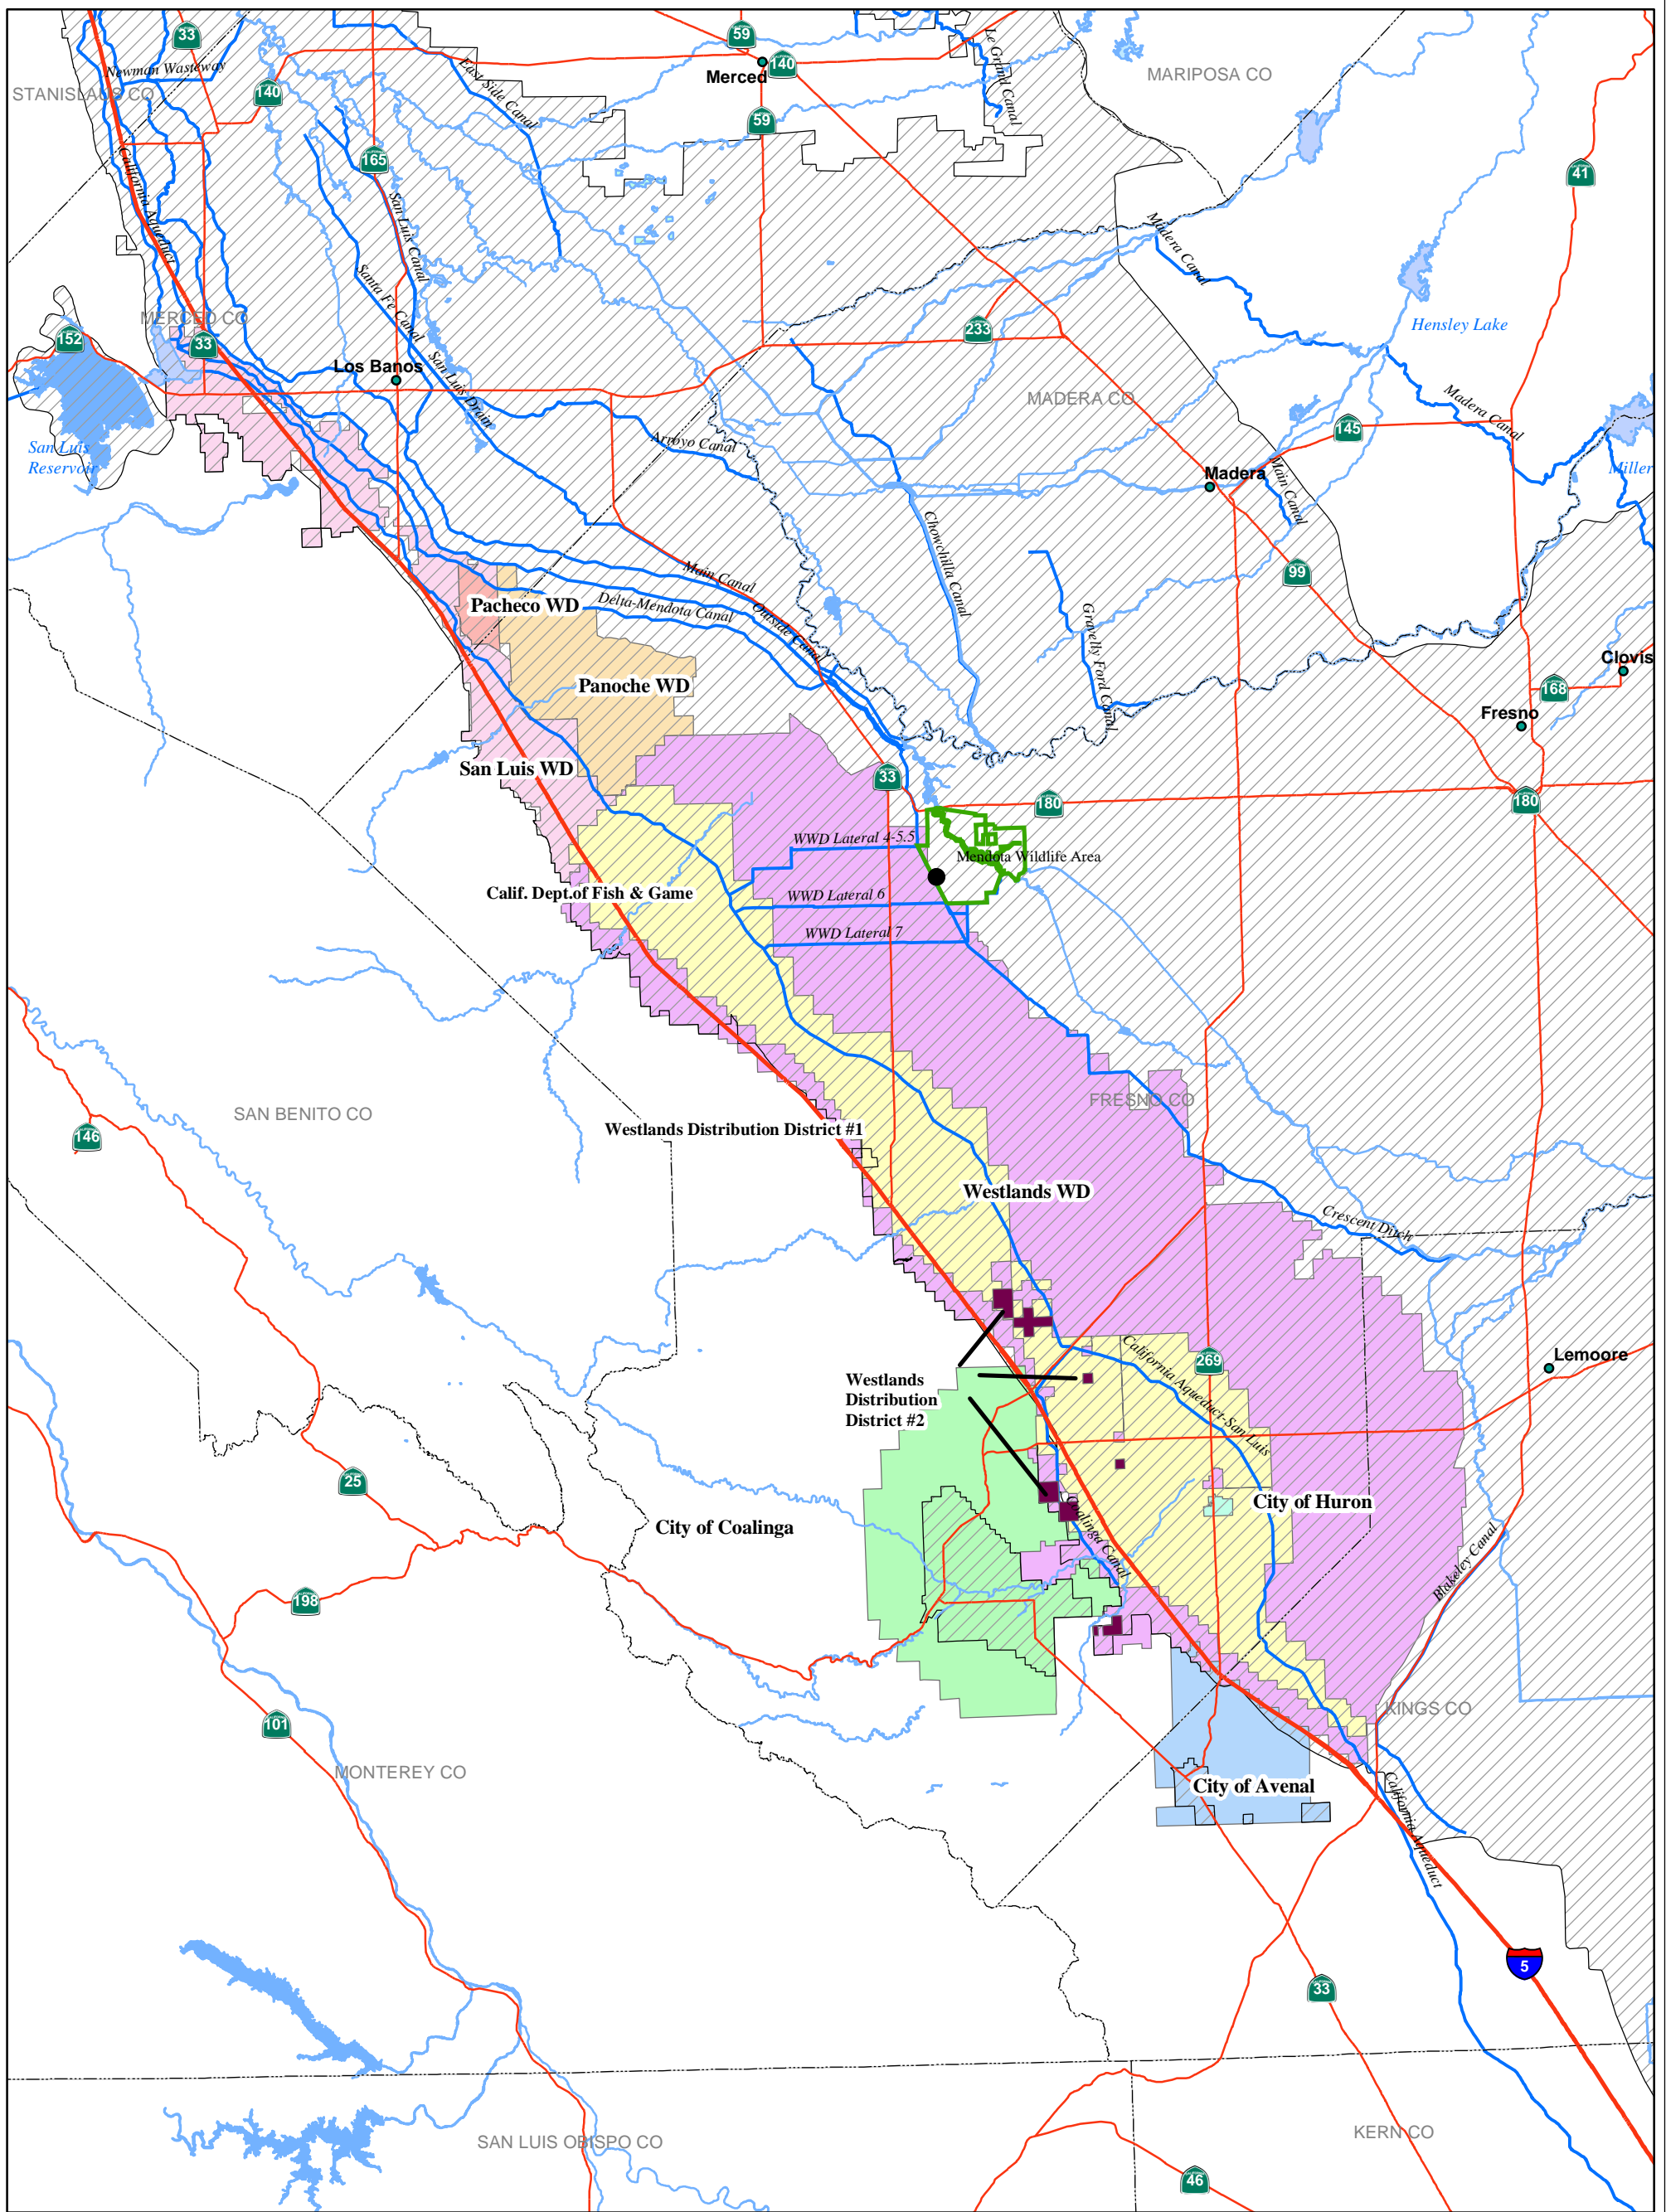 33
59
Merced
140
Le Grand Canal
MARIPOSA CO
Newman Wasteway
STANISLAUS CO
140
East Side Canal
59
165
41
California Aqueduct
San Luis Canal
Madera Canal
Santa Fe Canal
MERCED CO
152
33
233
Hensley Lake
Los Banos
San Luis Drain
MADERA CO
Madera Canal
145
San Luis
Reservoir
Arroyo Canal
Madera
Main Canal
Miller
Chowchilla Canal
Main Canal
99
Pacheco WD
Delta-Mendota Canal
Outside Canal
Gravelly Ford Canal
Clovis
168
Panoche WD
Fresno
San Luis WD
33
180
180
WWD Lateral 4-5.5
Mendota Wildlife Area
Calif. Dept.of Fish & Game
WWD Lateral 6
WWD Lateral 7
FRESNO CO
SAN BENITO CO
146
Westlands Distribution District #1
Westlands WD
Crescent Ditch
Lemoore
269
California Aqueduct-San Luis
Westlands
Distribution
District #2
25
City of Huron
City of Coalinga
Coalinga Canal
Blakeley Canal
198
KINGS CO
101
MONTEREY CO
City of Avenal
California Aqueduct
5
33
SAN LUIS OBISPO CO
KERN CO
46